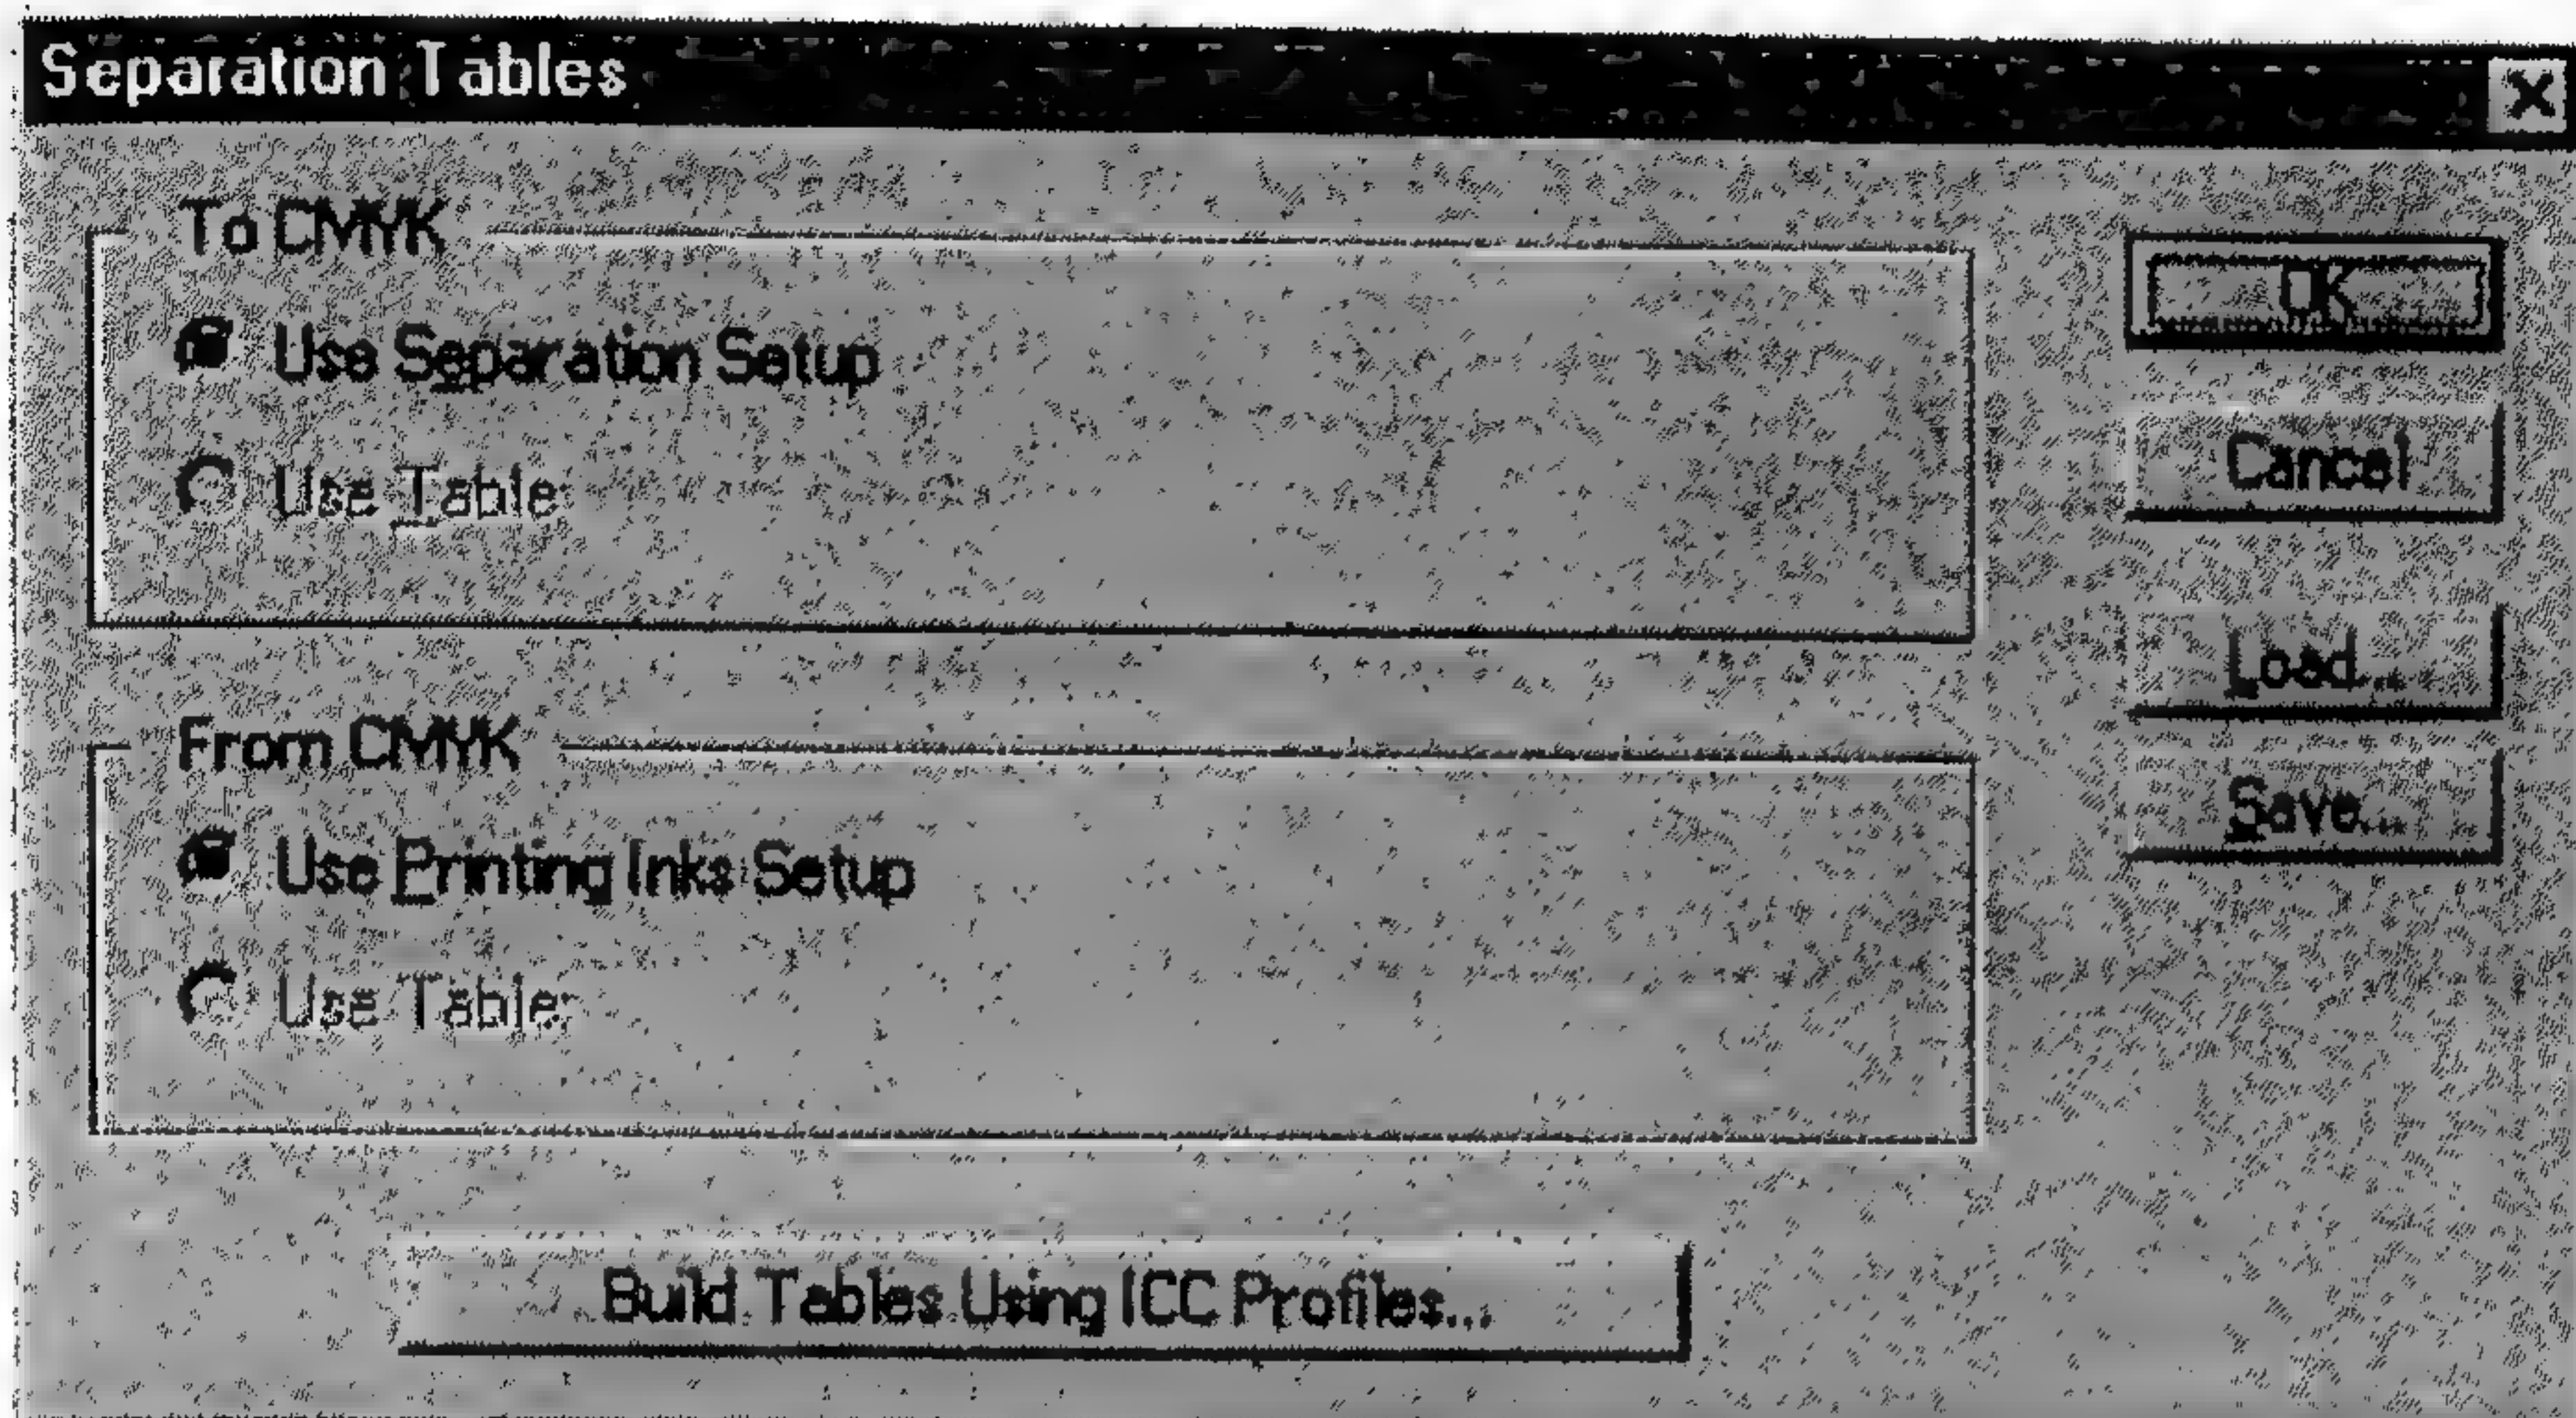 Separation Tables
To CMYK
Use Separation Setup
Use Table:
From CMYK
Use Printing Inks Setup
Use Table:
OK
Cancel
Load...
Save...
Build Tables Using ICC Profiles...